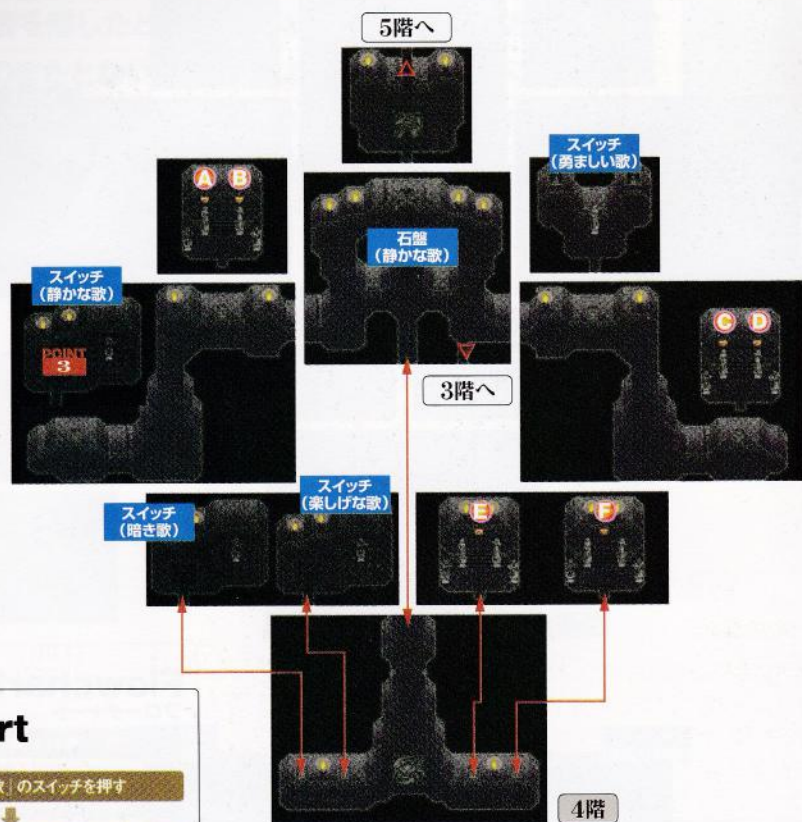 5階へ
スイッチ
(勇ましい歌)
A B
石盤
(静かな歌)
スイッチ
(静かな歌)
POINT
3
C D
3階へ
スイッチ
(暗き歌)
スイッチ
(楽しげな歌)
E
F
rt
」のスイッチを押す
4階